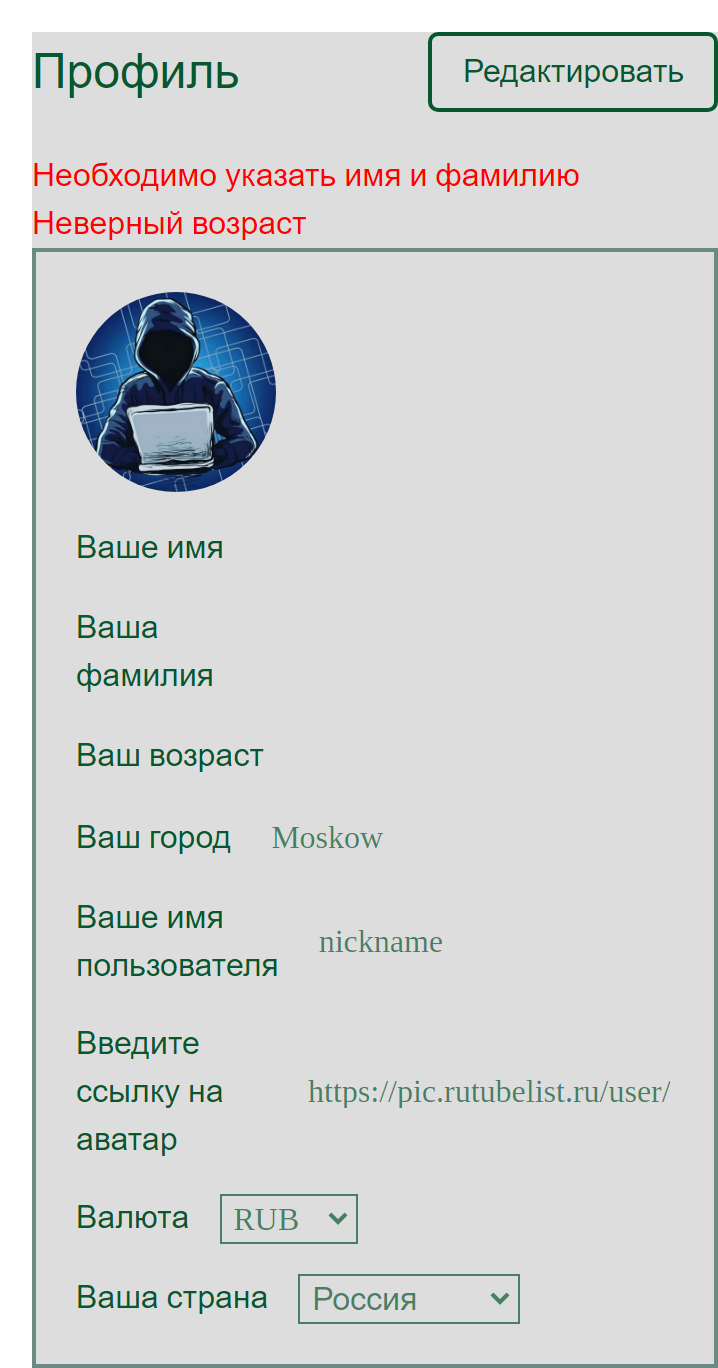 Профиль
Редактировать
Необходимо указать имя и фамилию
Неверный возраст
Ваше имя
Ваша
фамилия
Ваш возраст
Ваш город Moskow
Ваше имя
пользователя
nickname
Введите
ссылку на
аватар
https://pic.rutubelist.ru/user/
Валюта RUB
Ваша страна Россия